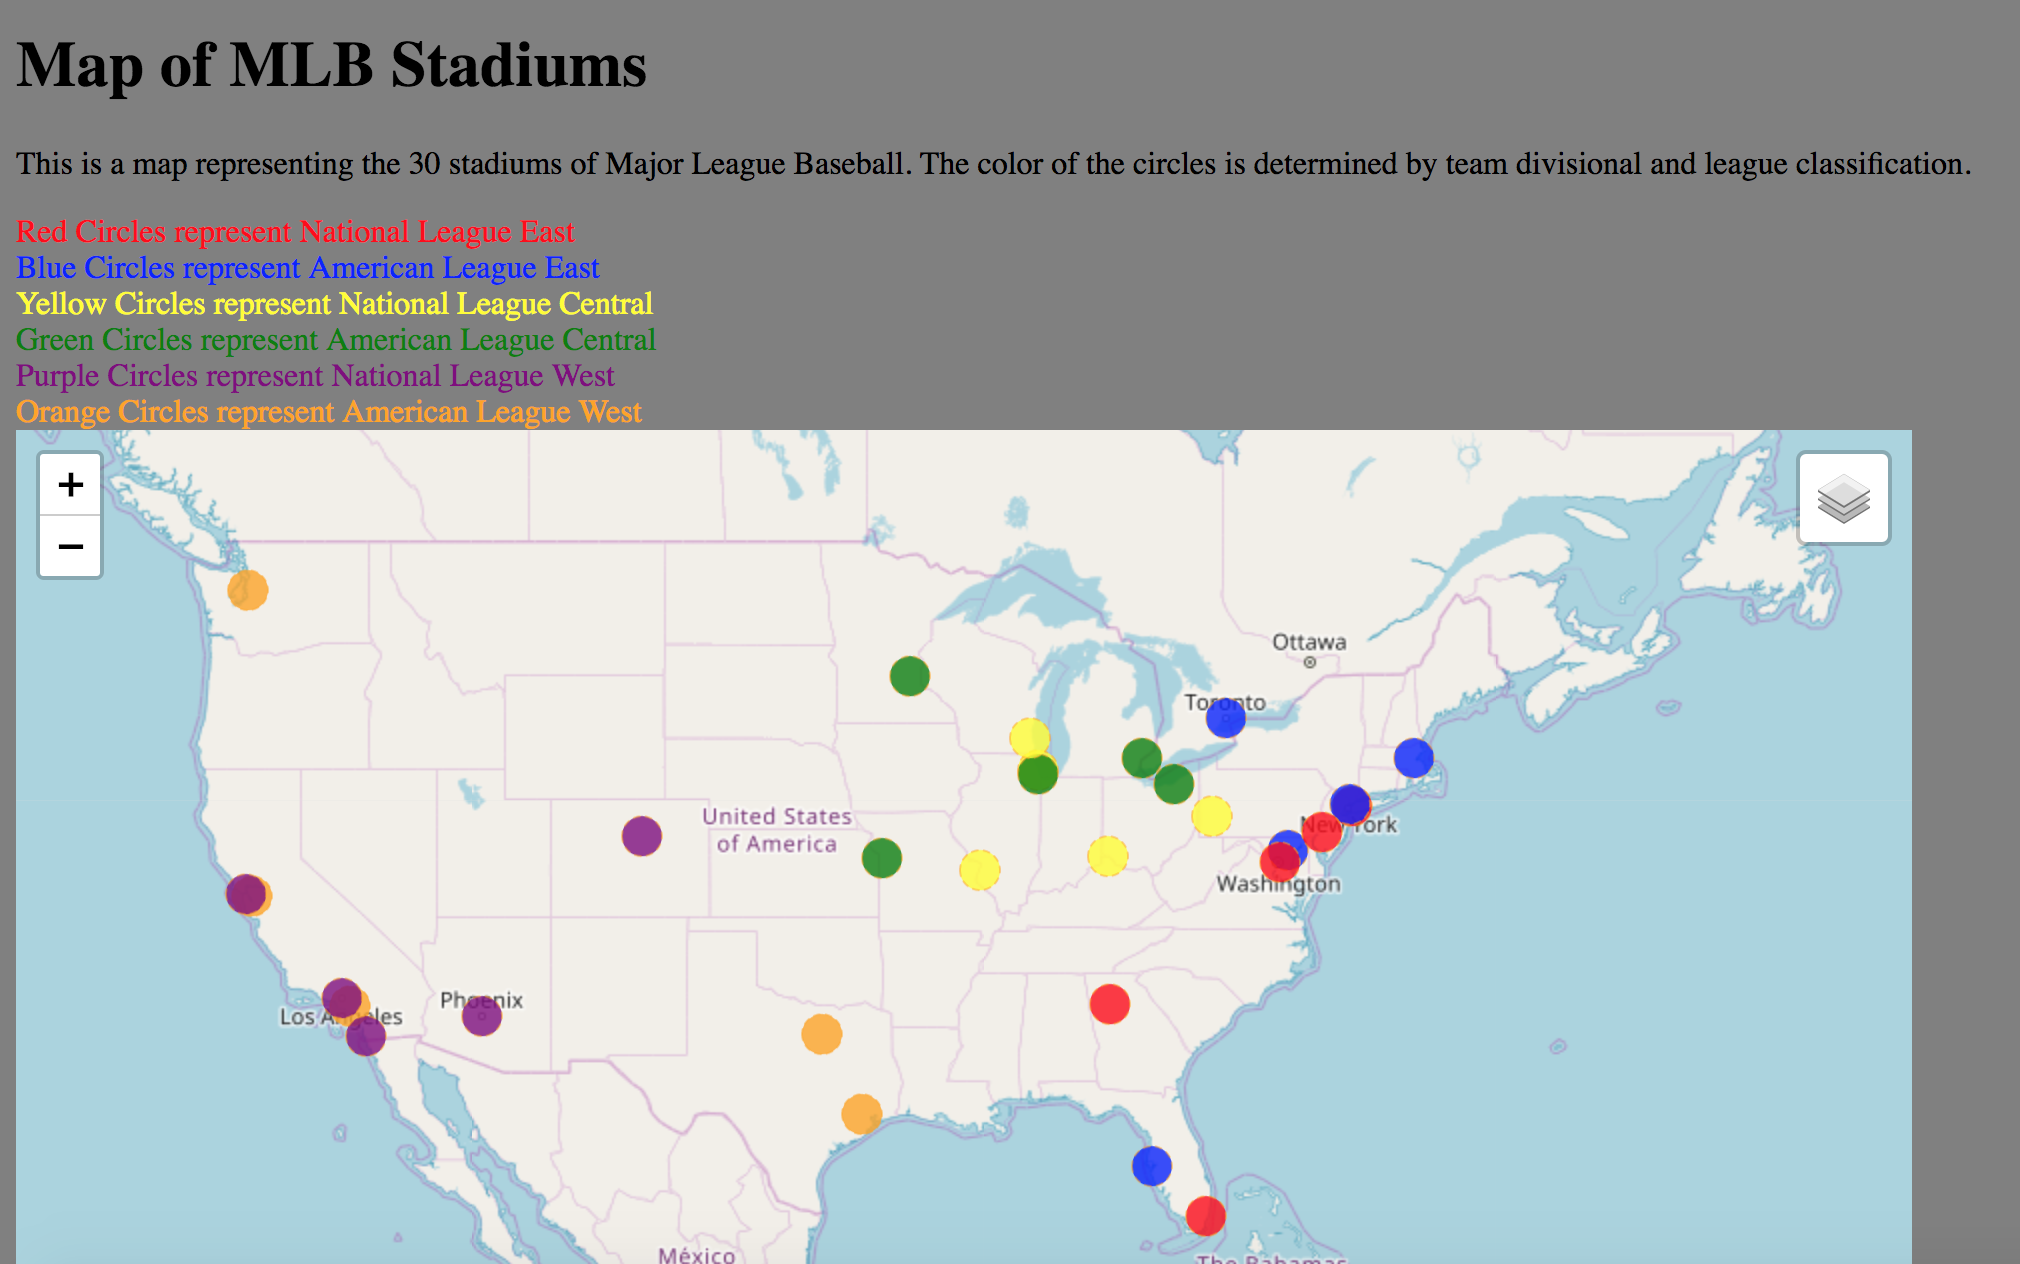 Map of MLB Stadiums
This is a map representing the 30 stadiums of Major League Baseball. The color of the circles is determined by team divisional and league classification.
Red Circles represent National League East
Blue Circles represent American League East
Yellow Circles represent National League Central
Green Circles represent American League Central
Purple Circles represent National League West
Orange Circles represent American League West
+
−
Ottawa
Toronto
United States
of America
New York
Washington
Phoenix
Los Angeles
México
The Bahamas